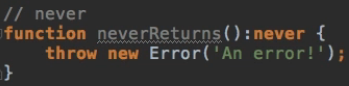 // never
function neverReturns():never {
    throw new Error('An error!');
}